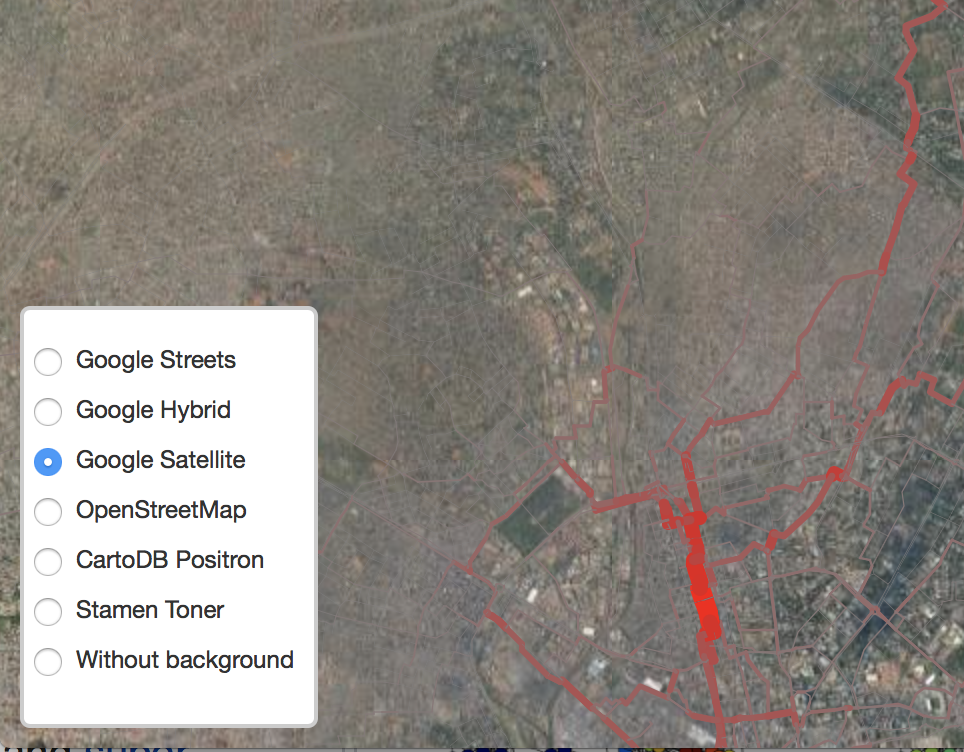 Google Streets
Google Hybrid
Google Satellite
OpenStreetMap
CartoDB Positron
Stamen Toner
Without background